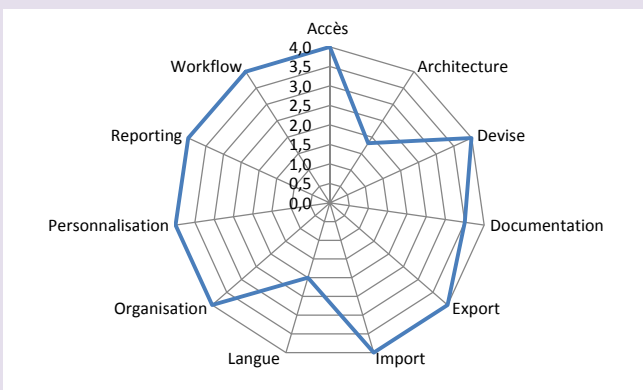 Accès
4,0
Workflow
Architecture
3,5
3,0
2,5
Reporting
Devise
2,0
1,5
1,0
0,5
0,0
Personnalisation
Documentation
Organisation
Export
Langue
Import